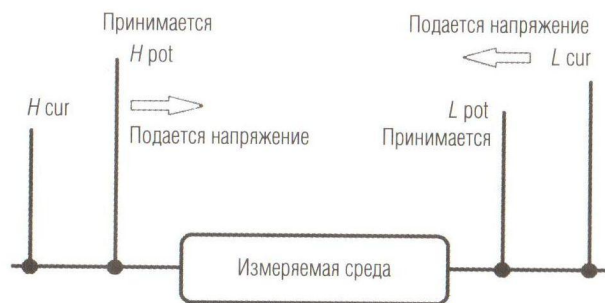 Принимается
H pot
H cur
Подается напряжение
Подается напряжение
L cur
L pot
Принимается
Измеряемая среда